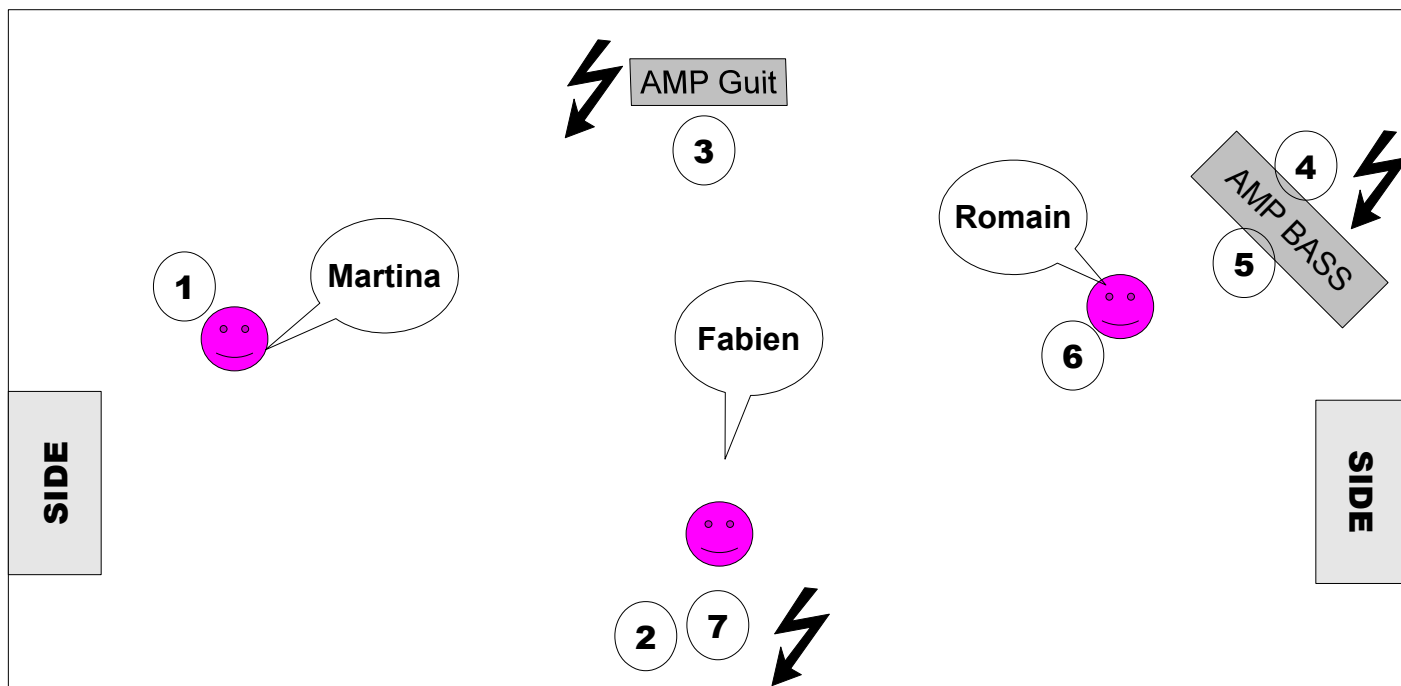 AMP Guit
3
4
AMP BASS
5
Romain
1
Martina
6
Fabien
SIDE
SIDE
2
7